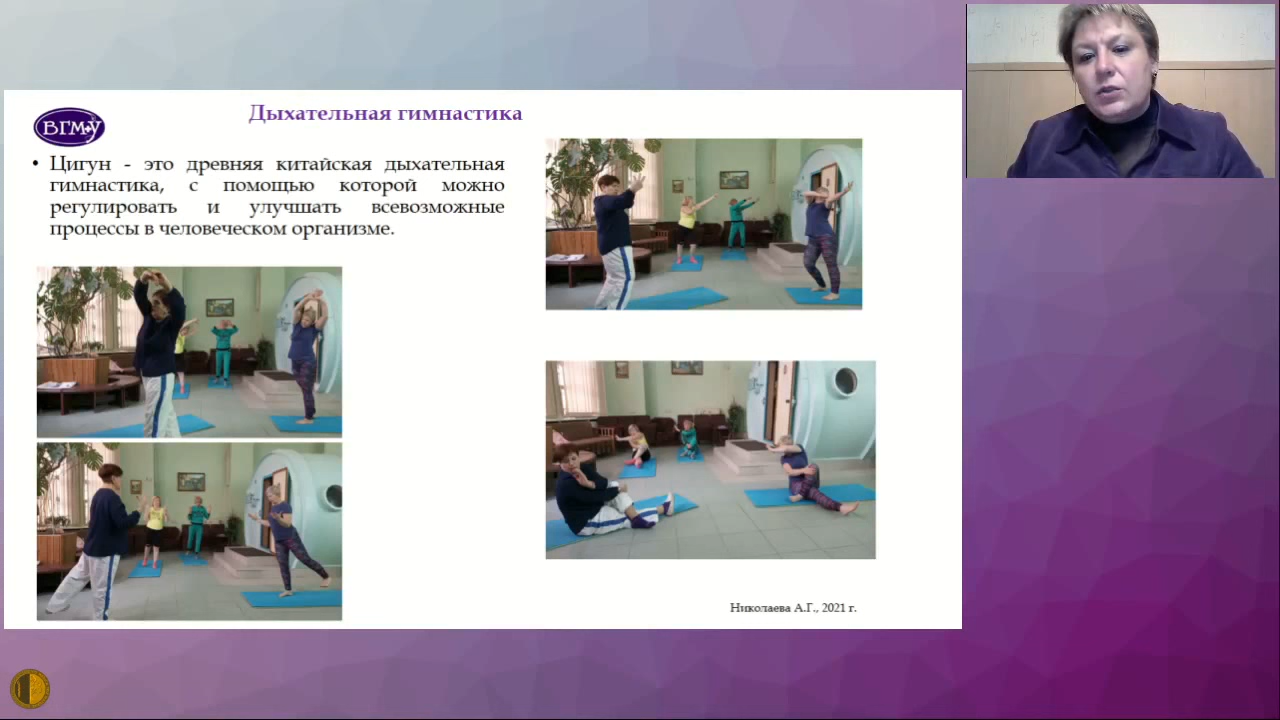 Дыхательная гимнастика
ВГМУ
• Цигун - это древняя китайская дыхательная
гимнастика, с помощью которой можно
регулировать и улучшать всевозможные
процессы в человеческом организме.
Николаева А.Г., 2021 г.